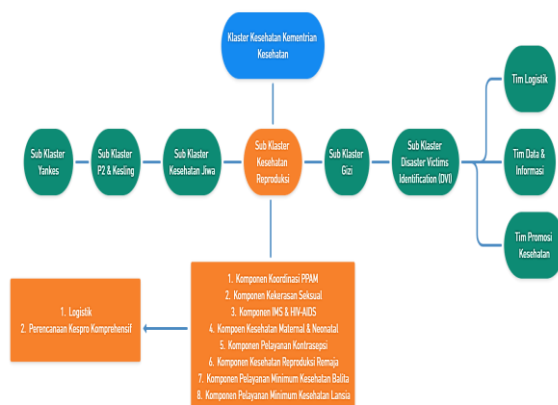 Klaster Kesehatan Kementrian
Kesehatan
Tim Logistik
Sub Klaster
Yankes
Sub Klaster
P2 & Kesling
Sub Klaster
Kesehatan Jiwa
Sub Klaster
Kesehatan
Reproduksi
Sub Klaster
Gizi
Sub Klaster
Disaster Victims
Identification (DVI)
Tim Data &
Informasi
Tim Promosi
Kesehatan
1. Logistik
2. Perencanaan Kespro Komprehensif
1. Komponen Koordinasi PPAM
2. Komponen Kekerasan Seksual
3. Komponen IMS & HIV-AIDS
4. Kompoen Kesehatan Maternal & Neonatal
5. Komponen Pelayanan Kontrasepsi
6. Komponen Kesehatan Reproduksi Remaja
7. Komponen Pelayanan Minimum Kesehatan Balita
8. Komponen Pelayanan Minimum Kesehatan Lansia